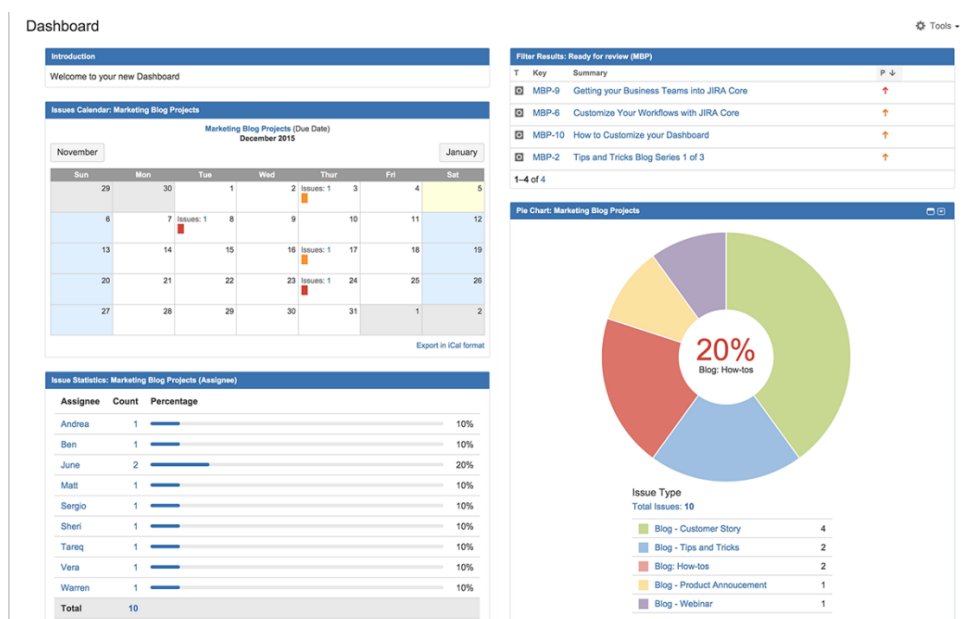 Dashboard
Tools
Introduction
Welcome to your new Dashboard
Issues Calendar: Marketing Blog Projects
Marketing Blog Projects (Due Date)
December 2015
November January
Sun Mon Tue Wed Thur Fri Sat
29 30 1 2 Issues: 1 3 4 5
6 7 Issues: 1 8 9 10 11 12
13 14 15 16 Issues: 1 17 18 19
20 21 22 23 Issues: 1 24 25 26
27 28 29 30 31 1 2
Export in iCal format
Issue Statistics: Marketing Blog Projects (Assignee)
Assignee Count Percentage
Andrea 1 10%
Ben 1 10%
June 2 20%
Matt 1 10%
Sergio 1 10%
Sheri 1 10%
Tareq 1 10%
Vera 1 10%
Warren 1 10%
Total 10
Filter Results: Ready for review (MBP)
T Key Summary P
MBP-9 Getting your Business Teams into JIRA Core
MBP-6 Customize Your Workflows with JIRA Core
MBP-10 How to Customize your Dashboard
MBP-2 Tips and Tricks Blog Series 1 of 3
1–4 of 4
Pie Chart: Marketing Blog Projects
20%
Blog: How-tos
Issue Type
Total Issues: 10
Blog - Customer Story 4
Blog - Tips and Tricks 2
Blog: How-tos 2
Blog - Product Annoucement 1
Blog - Webinar 1